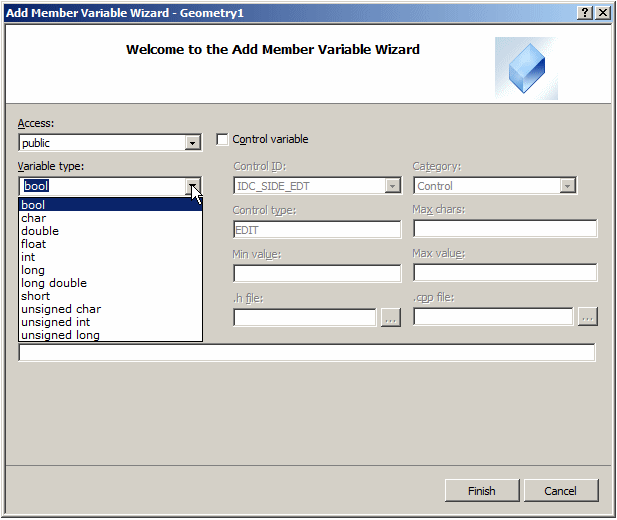 Add Member Variable Wizard - Geometry1
Welcome to the Add Member Variable Wizard
Access:
public
Control variable
Variable type:
bool
Control ID:
IDC_SIDE_EDT
Category:
Control
bool
char
double
float
int
long
long double
short
unsigned char
unsigned int
unsigned long
Control type:
EDIT
Max chars:
Min value:
Max value:
.h file:
...
.cpp file:
...
Finish
Cancel